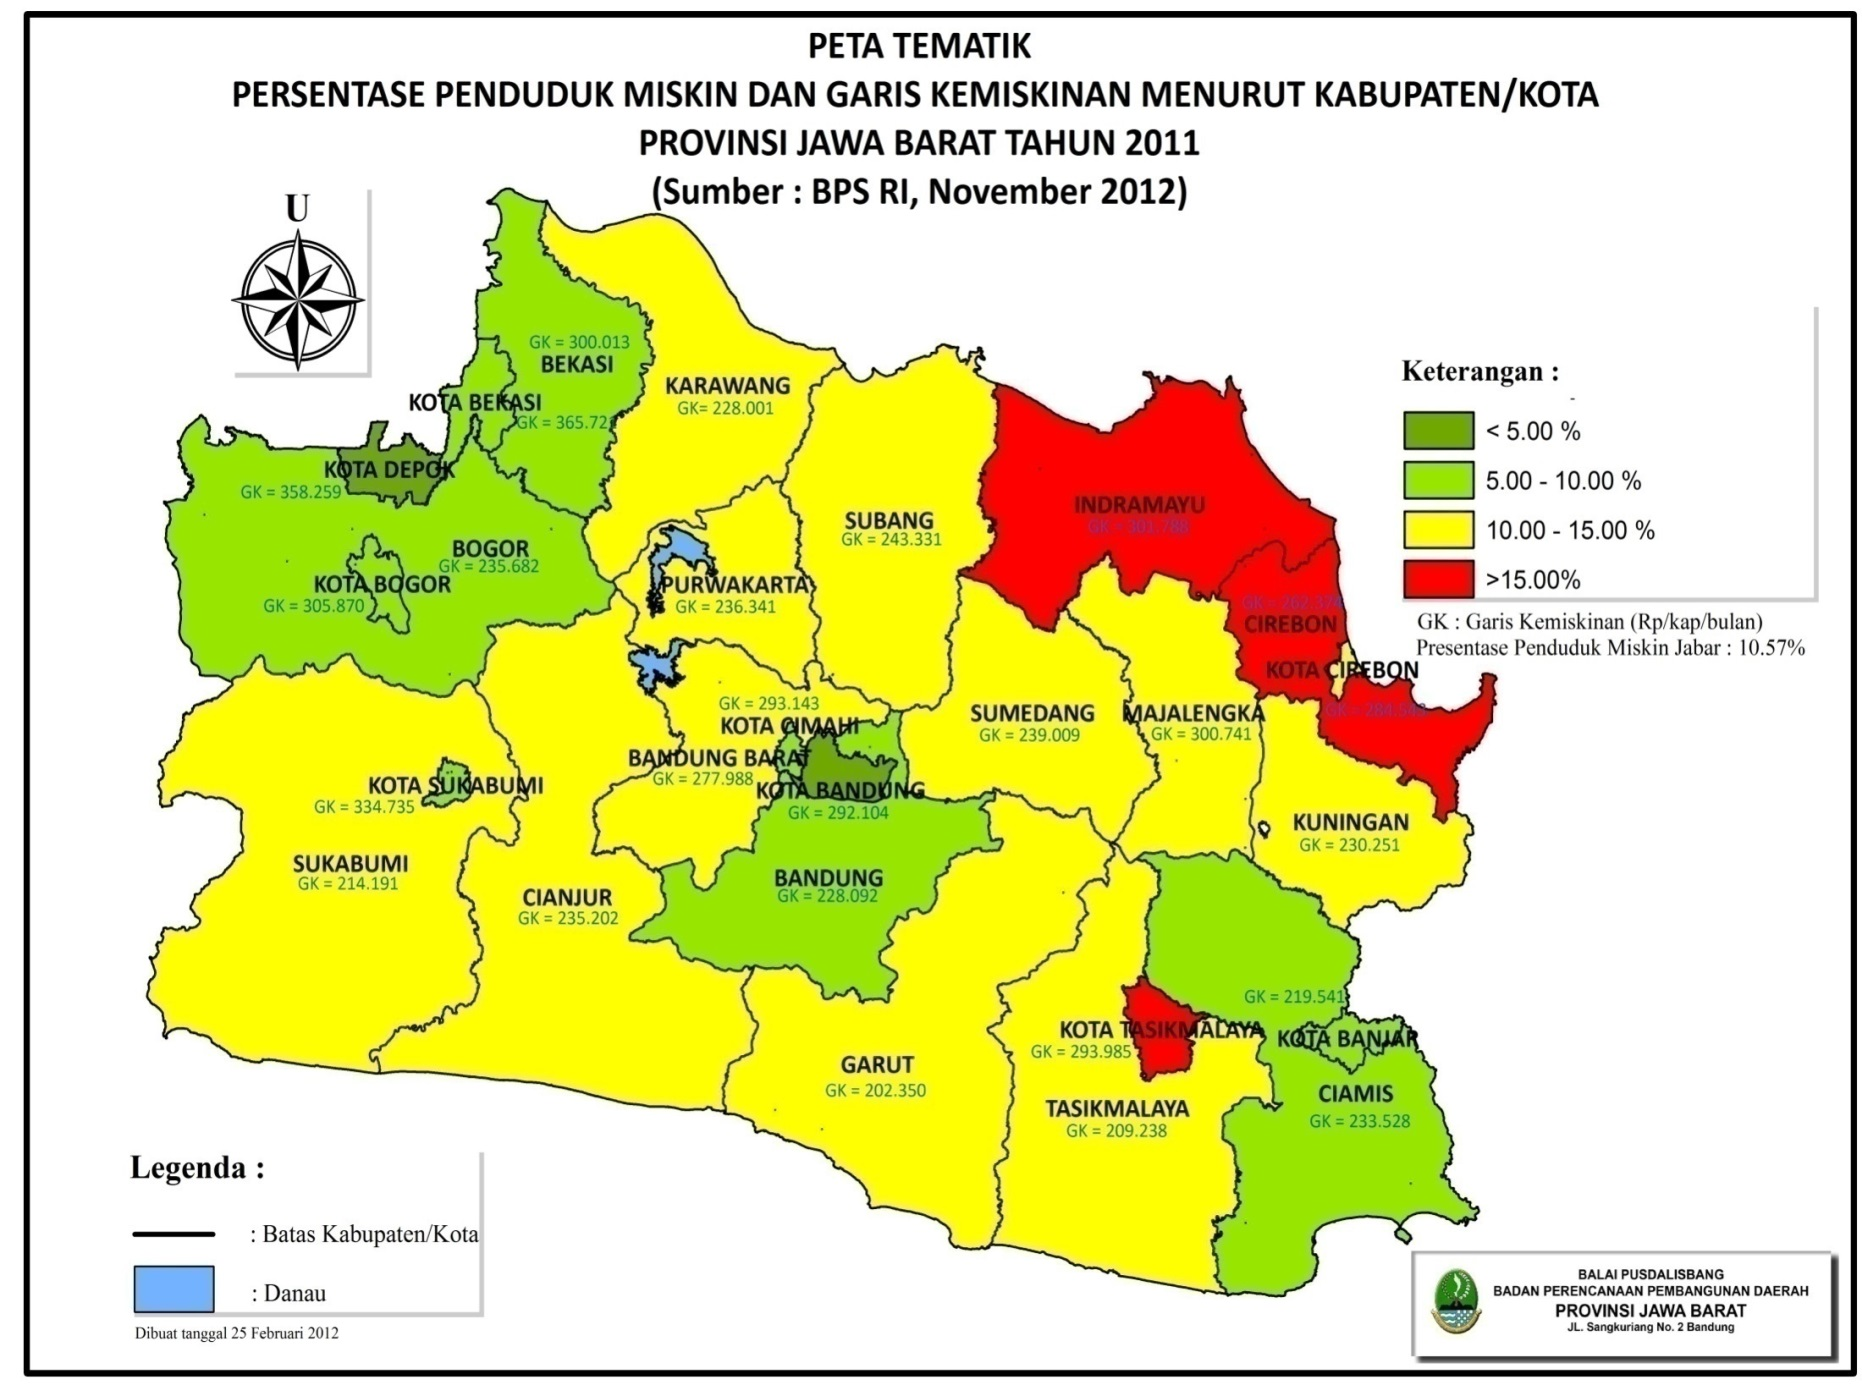 PETA TEMATIK
PERSENTASE PENDUDUK MISKIN DAN GARIS KEMISKINAN MENURUT KABUPATEN/KOTA
PROVINSI JAWA BARAT TAHUN 2011
(Sumber : BPS RI, November 2012)
U
GK = 300.013
BEKASI
KOTA BEKASI
KARAWANG
GK= 228.001
KOTA DEPOK
GK = 358.259
BOGOR
GK = 235.682
KOTA BOGOR
GK = 305.870
SUBANG
GK = 243.331
INDRAMAYU
GK = 301.788
PURWAKARTA
GK = 236.341
CIREBON
KOTA CIREBON
GK = 293.143
KOTA CIMAHI
BANDUNG BARAT
GK = 277.988
KOTA BANDUNG
GK = 292.104
SUMEDANG
GK = 239.009
MAJALENGKA
GK = 300.741
KOTA SUKABUMI
GK = 334.735
SUKABUMI
GK = 214.191
CIANJUR
GK = 235.202
BANDUNG
GK = 228.092
KUNINGAN
GK = 230.251
GK = 219.541
KOTA BANJAR
KOTA TASIKMALAYA
GK = 293.985
GARUT
GK = 202.350
TASIKMALAYA
GK = 209.238
CIAMIS
GK = 233.528
Keterangan :
< 5.00 %
5.00 - 10.00 %
10.00 - 15.00 %
>15.00%
GK : Garis Kemiskinan (Rp/kap/bulan)
Presentase Penduduk Miskin Jabar : 10.57%
Legenda :
: Batas Kabupaten/Kota
: Danau
Dibuat tanggal 25 Februari 2012
BALAI PUSDALISBANG
BADAN PERENCANAAN PEMBANGUNAN DAERAH
PROVINSI JAWA BARAT
JL. Sangkuriang No. 2 Bandung